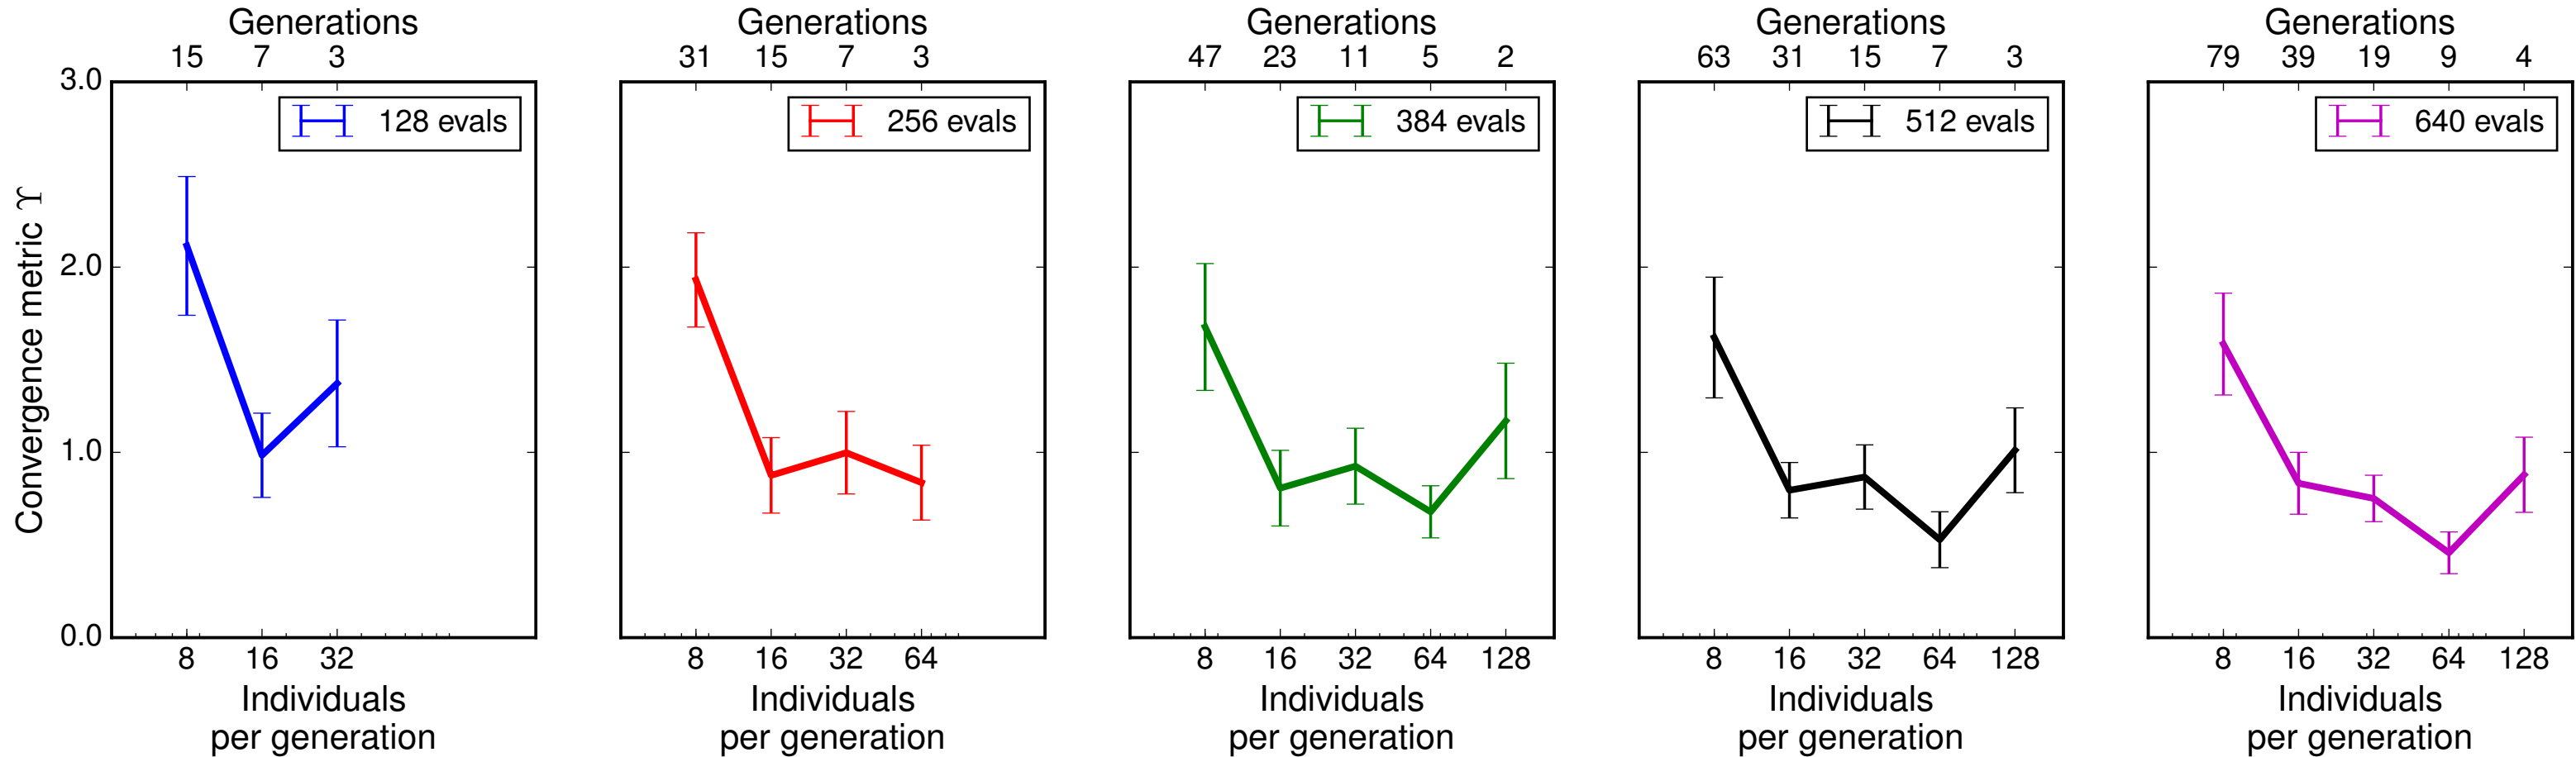 Generations Generations Generations Generations Generations
15 7 3 31 15 7 3 47 23 11 5 2 63 31 15 7 3 79 39 19 9 4
3.0
128 evals 256 evals 384 evals 512 evals 640 evals
2.0
Convergence metric ϒ
1.0
0.0
8 16 32 8 16 32 64 8 16 32 64 128 8 16 32 64 128 8 16 32 64 128
Individuals Individuals Individuals Individuals Individuals
per generation per generation per generation per generation per generation